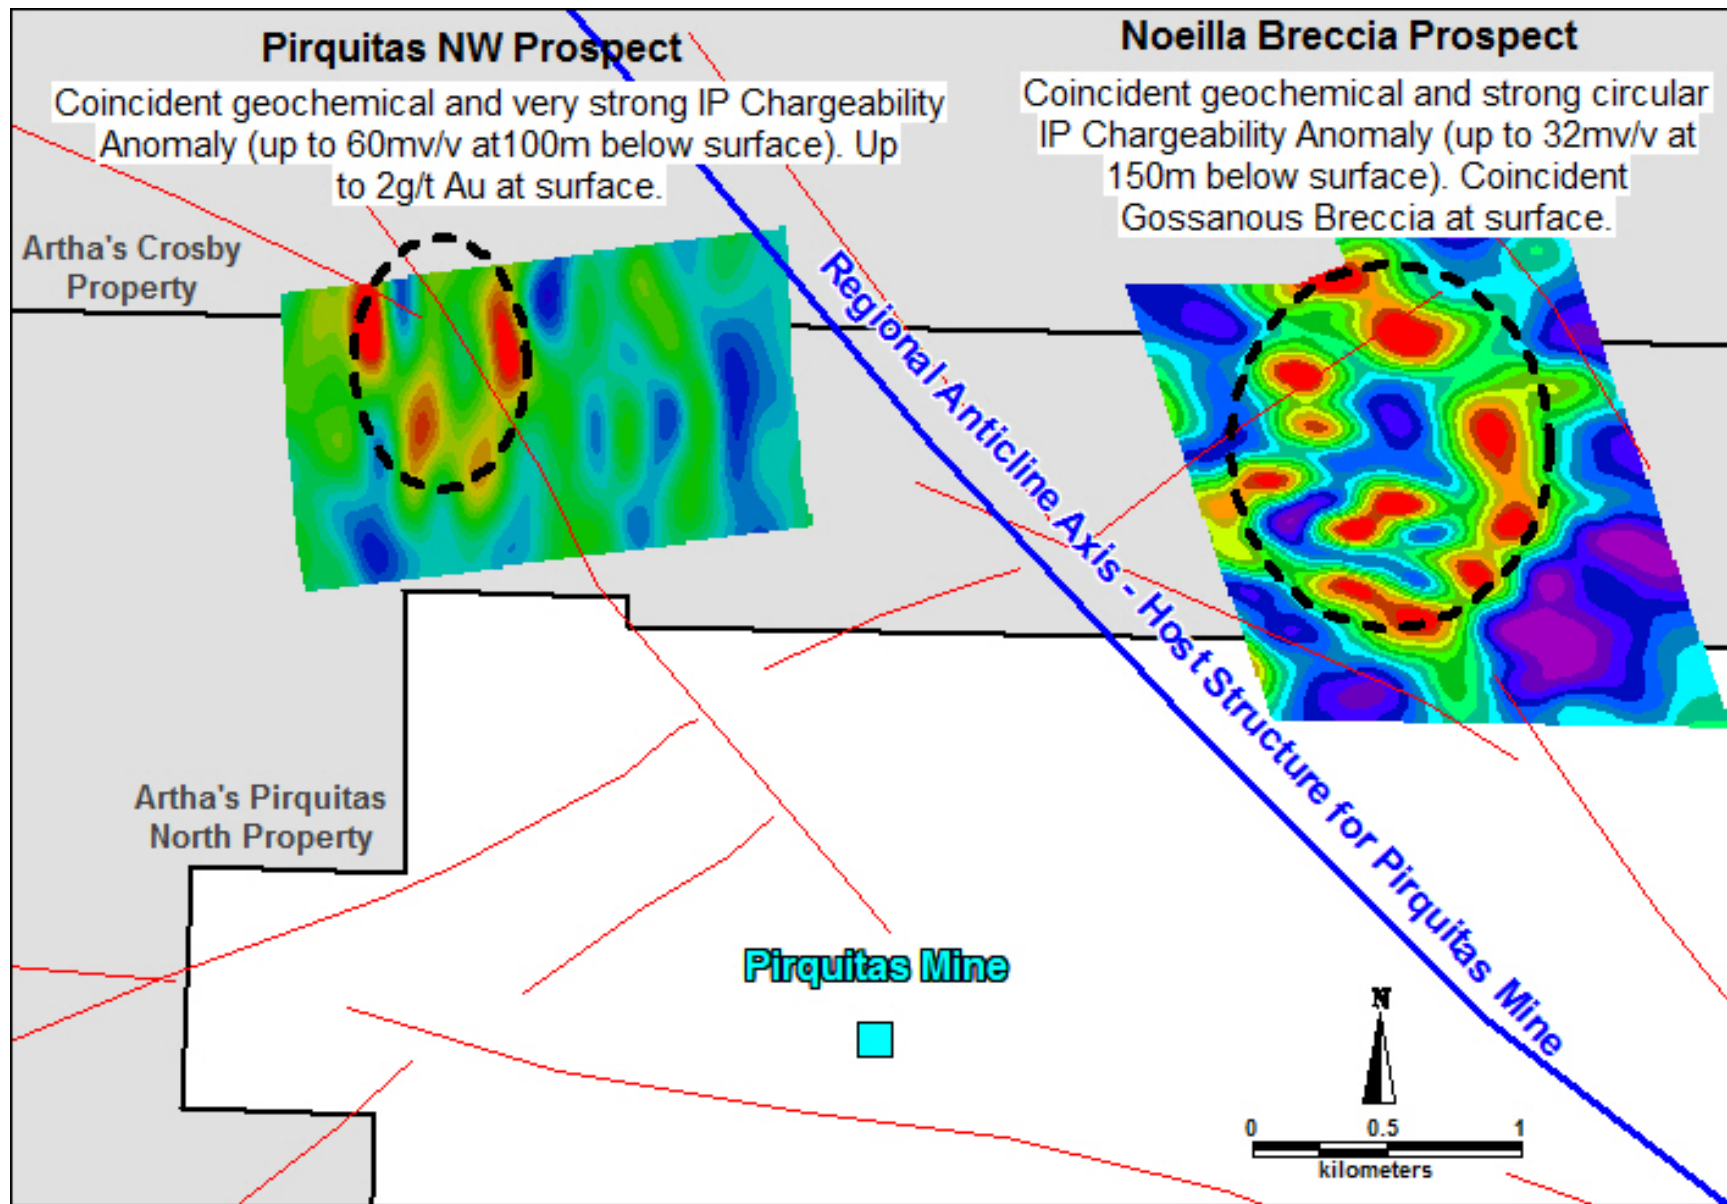 Pirquitas NW Prospect
Coincident geochemical and very strong IP Chargeability
Anomaly (up to 60mv/v at100m below surface). Up
to 2g/t Au at surface.
Noeilla Breccia Prospect
Coincident geochemical and strong circular
IP Chargeability Anomaly (up to 32mv/v at
150m below surface). Coincident
Gossanous Breccia at surface.
Artha's Crosby
Property
Regional Anticline Axis - Host Structure for Pirquitas Mine
Artha's Pirquitas
North Property
Pirquitas Mine
N
0 0.5 1
kilometers